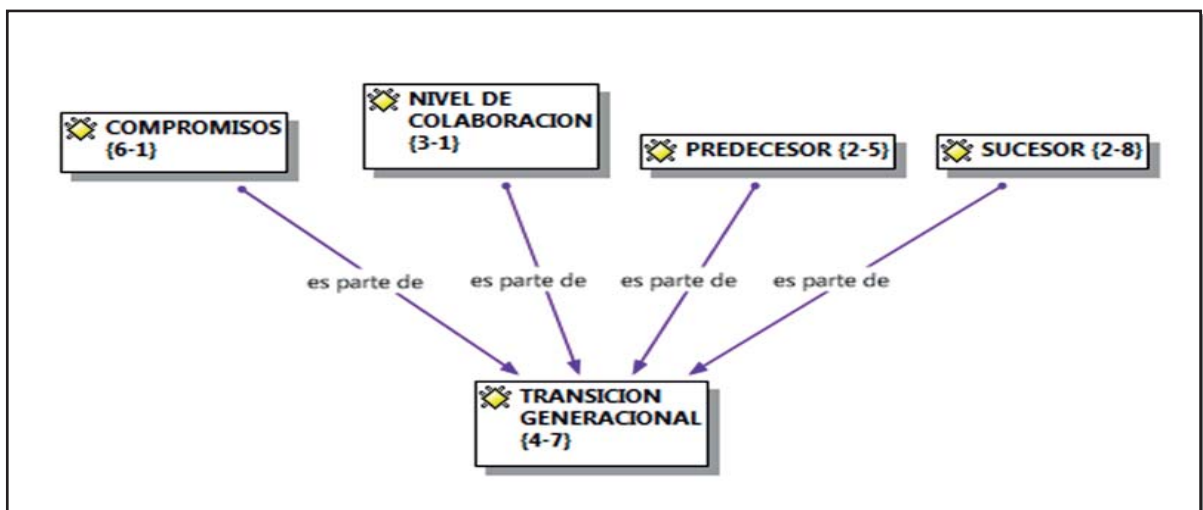 COMPROMISOS
{6-1}
NIVEL DE
COLABORACION
{3-1}
PREDECESOR {2-5}
SUCESOR {2-8}
es parte de
es parte de
es parte de
es parte de
TRANSICION
GENERACIONAL
{4-7}